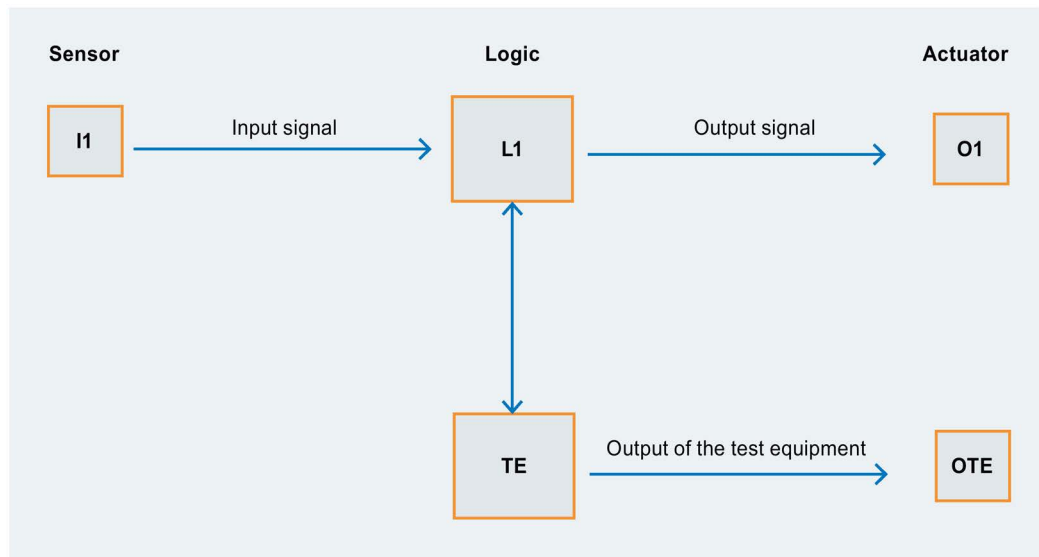 Sensor
Logic
Actuator
I1
Input signal
L1
Output signal
O1
TE
Output of the test equipment
OTE